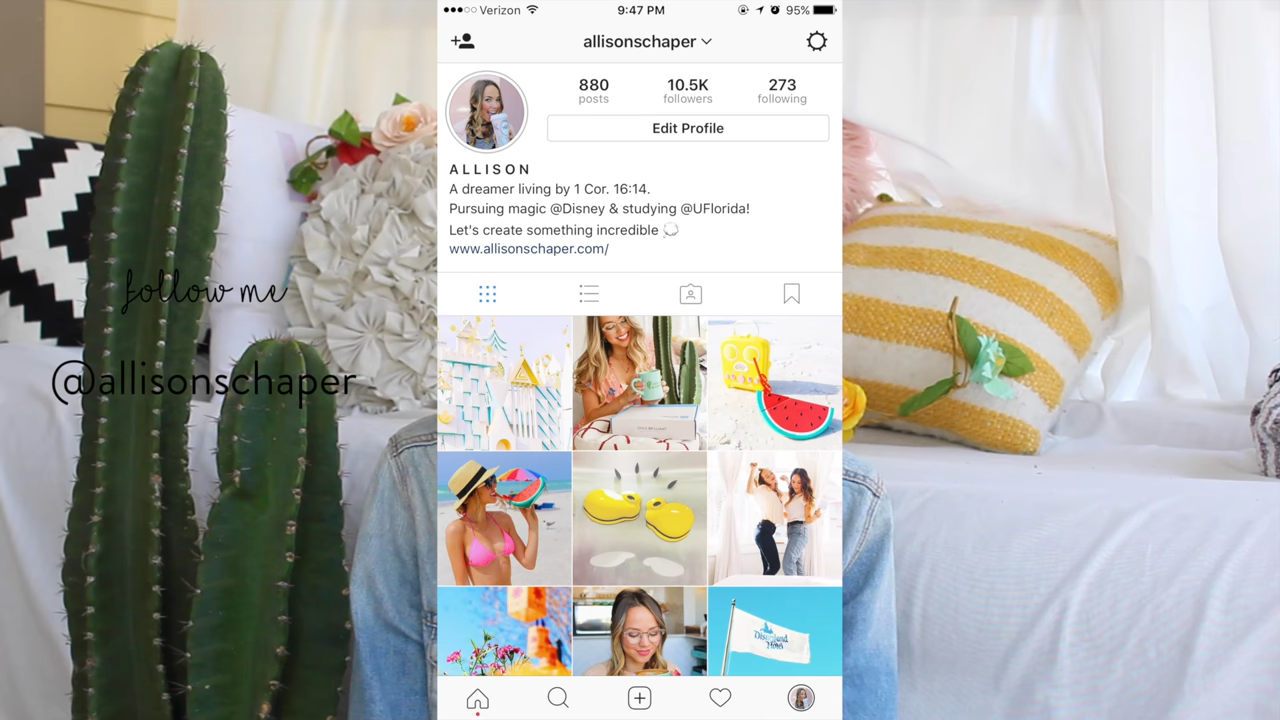 Verizon 9:47 PM 95%
allisonschaper
880 10.5K 273
posts followers following
Edit Profile
A L L I S O N
A dreamer living by 1 Cor. 16:14.
Pursuing magic @Disney & studying @UFlorida!
Let's create something incredible
www.allisonschaper.com/
follow me
@allisonschaper